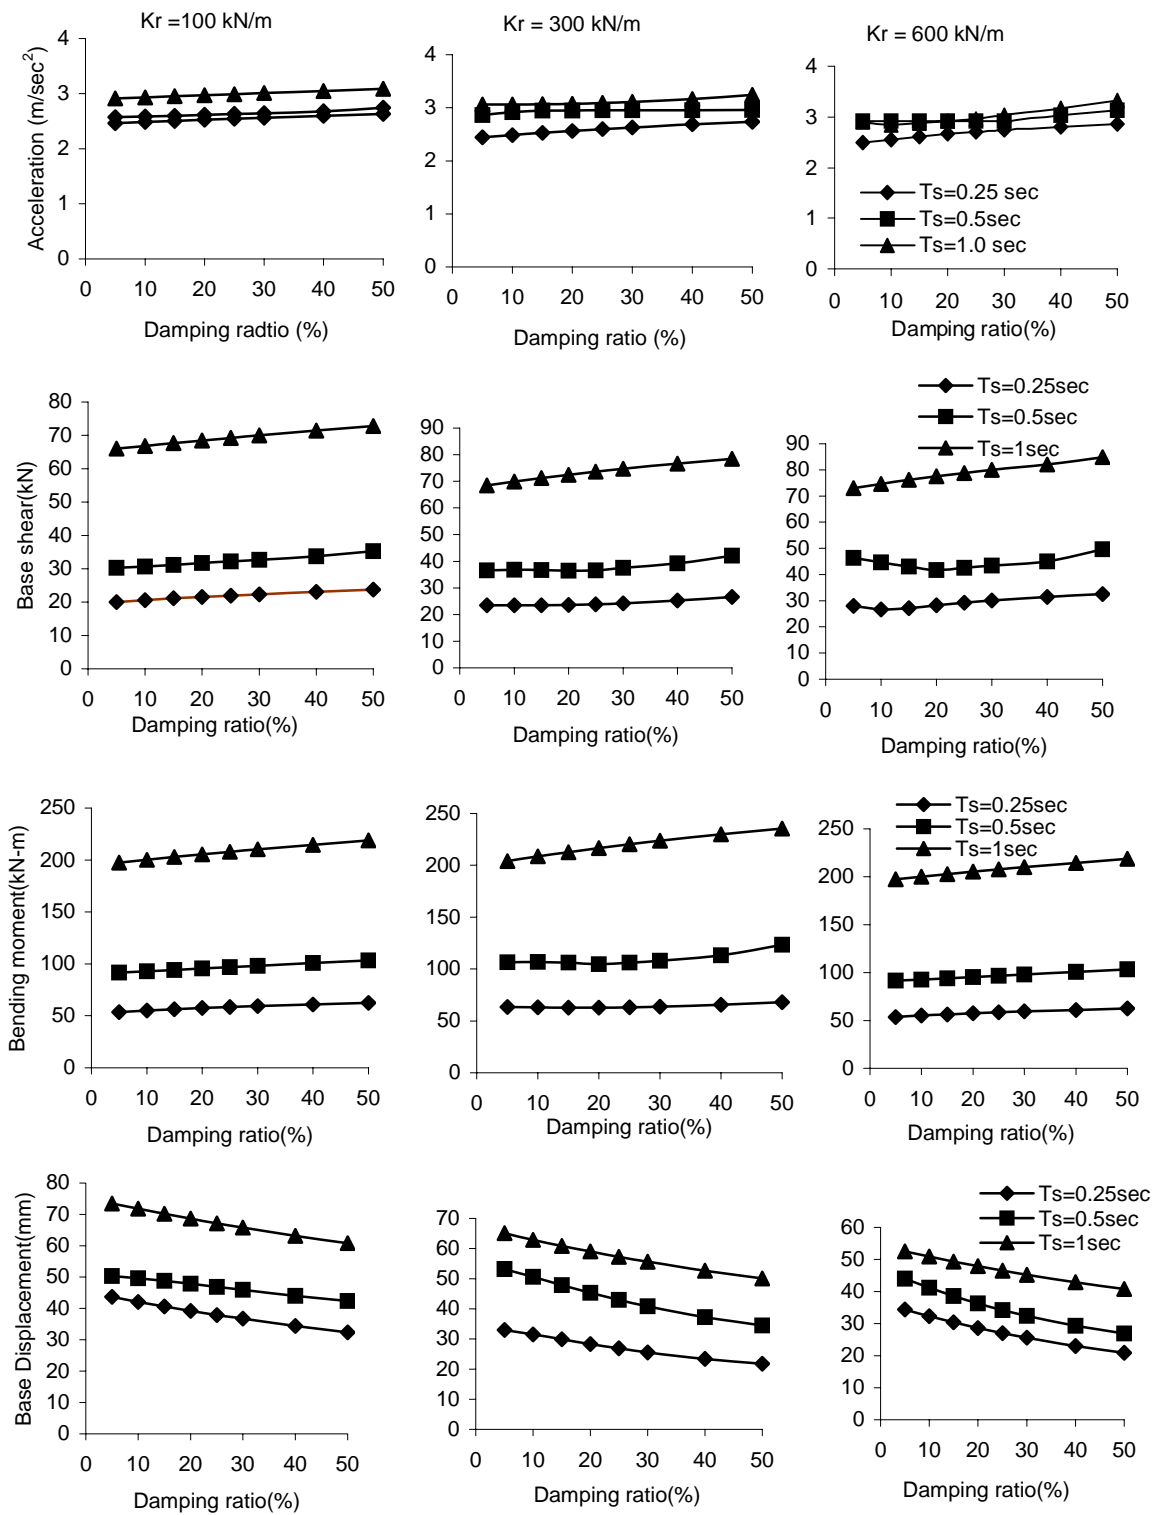 Kr =100 kN/m
Kr = 300 kN/m
Kr = 600 kN/m
Acceleration (m/sec²)
4
3
2
1
0
0 10 20 30 40 50
Damping radtio (%)
4
3
2
1
0
0 10 20 30 40 50
Damping ratio (%)
4
3
2
1
0
Ts=0.25 sec
Ts=0.5sec
Ts=1.0 sec
0 10 20 30 40 50
Damping ratio(%)
Base shear(kN)
80
70
60
50
40
30
20
10
0
0 10 20 30 40 50
Damping ratio(%)
90
80
70
60
50
40
30
20
10
0
0 10 20 30 40 50
Damping ratio(%)
Ts=0.25sec
Ts=0.5sec
Ts=1sec
90
80
70
60
50
40
30
20
10
0
0 10 20 30 40 50
Damping ratio(%)
Bending moment(kN-m)
250
200
150
100
50
0
0 10 20 30 40 50
Damping ratio(%)
250
200
150
100
50
0
0 10 20 30 40 50
Damping ratio(%)
Ts=0.25sec
Ts=0.5sec
Ts=1sec
250
200
150
100
50
0
0 10 20 30 40 50
Damping ratio(%)
Base Displacement(mm)
80
70
60
50
40
30
20
10
0
0 10 20 30 40 50
Damping ratio(%)
70
60
50
40
30
20
10
0
0 10 20 30 40 50
Damping ratio(%)
Ts=0.25sec
Ts=0.5sec
Ts=1sec
60
50
40
30
20
10
0
0 10 20 30 40 50
Damping ratio(%)